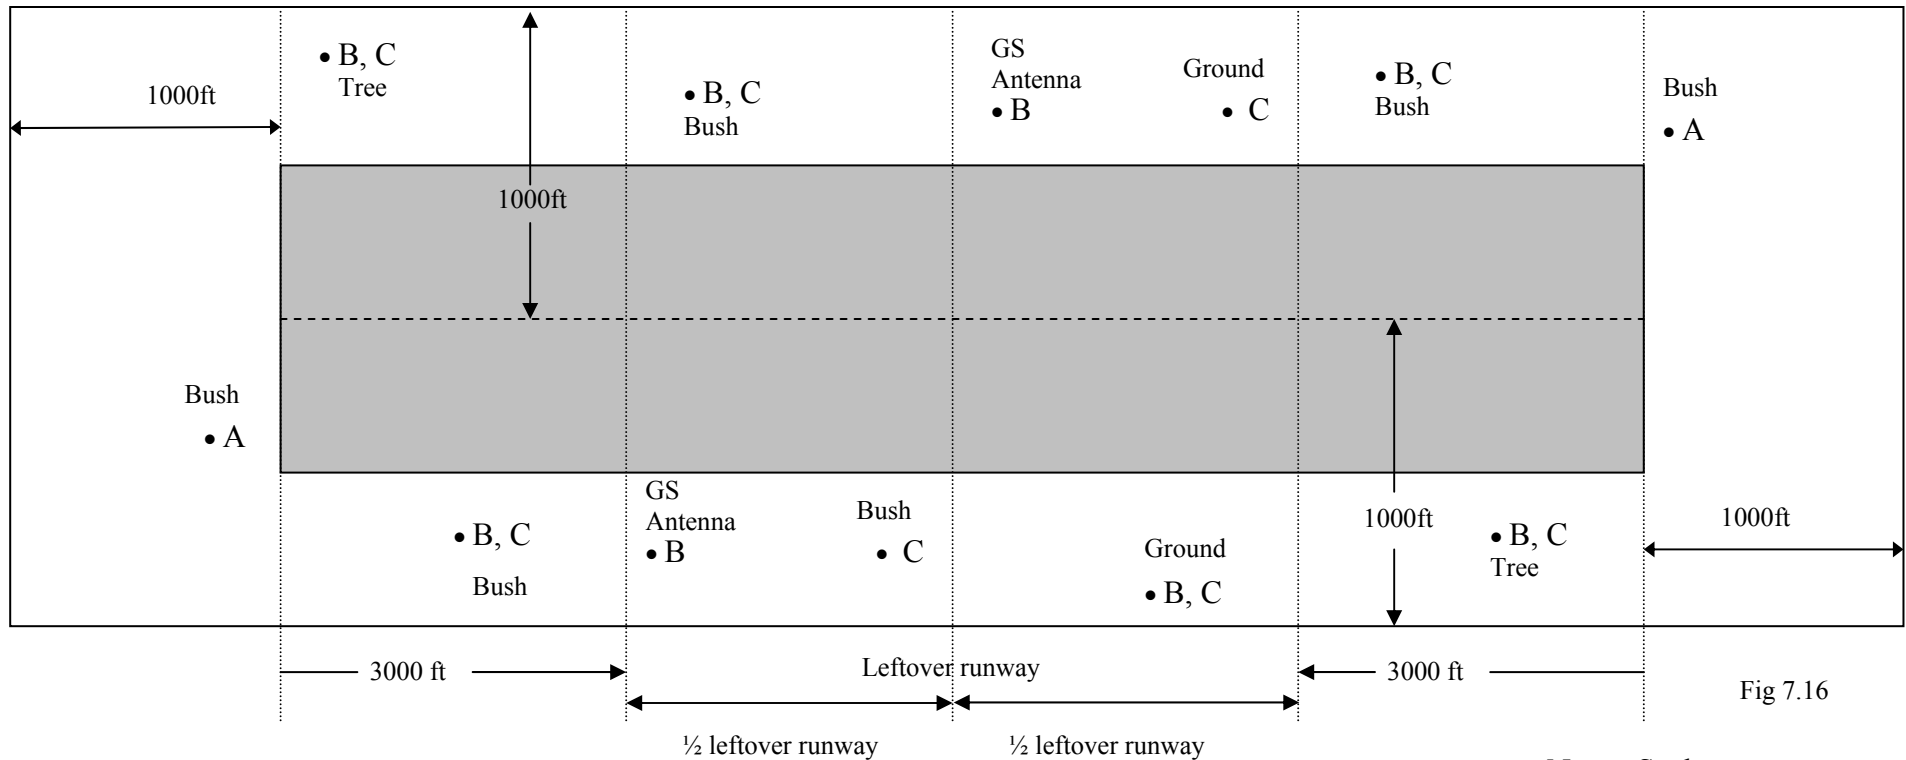 1000ft
• B, C
Tree
1000ft
• B, C
Bush
GS
Antenna
• B
Ground
• C
• B, C
Bush
Bush
• A
Bush
• A
• B, C
Bush
GS
Antenna
• B
Bush
• C
Ground
• B, C
1000ft
• B, C
Tree
1000ft
3000 ft
Leftover runway
3000 ft
½ leftover runway
½ leftover runway
Fig 7.16